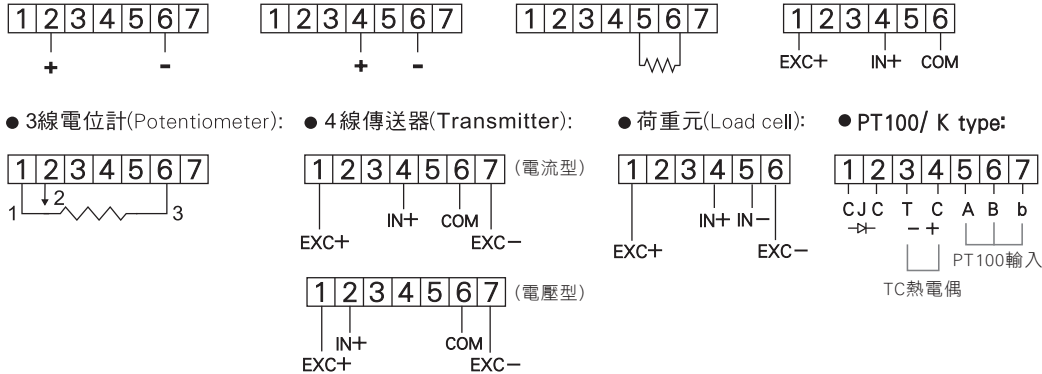 1 2 3 4 5 6 7
+ -
1 2 3 4 5 6 7
+ -
1 2 3 4 5 6 7
1 2 3 4 5 6
EXC+ IN+ COM
● 3線電位計(Potentiometer):
1 2 3 4 5 6 7
1 2 3
● 4線傳送器(Transmitter):
1 2 3 4 5 6 7 (電流型)
IN+ COM
EXC+ EXC-
1 2 3 4 5 6 7 (電壓型)
IN+ COM
EXC+ EXC-
● 荷重元(Load cell):
1 2 3 4 5 6
IN+ IN-
EXC+ EXC-
● PT100/ K type:
1 2 3 4 5 6 7
C J C T C A B b
- +
PT100輸入
TC熱電偶